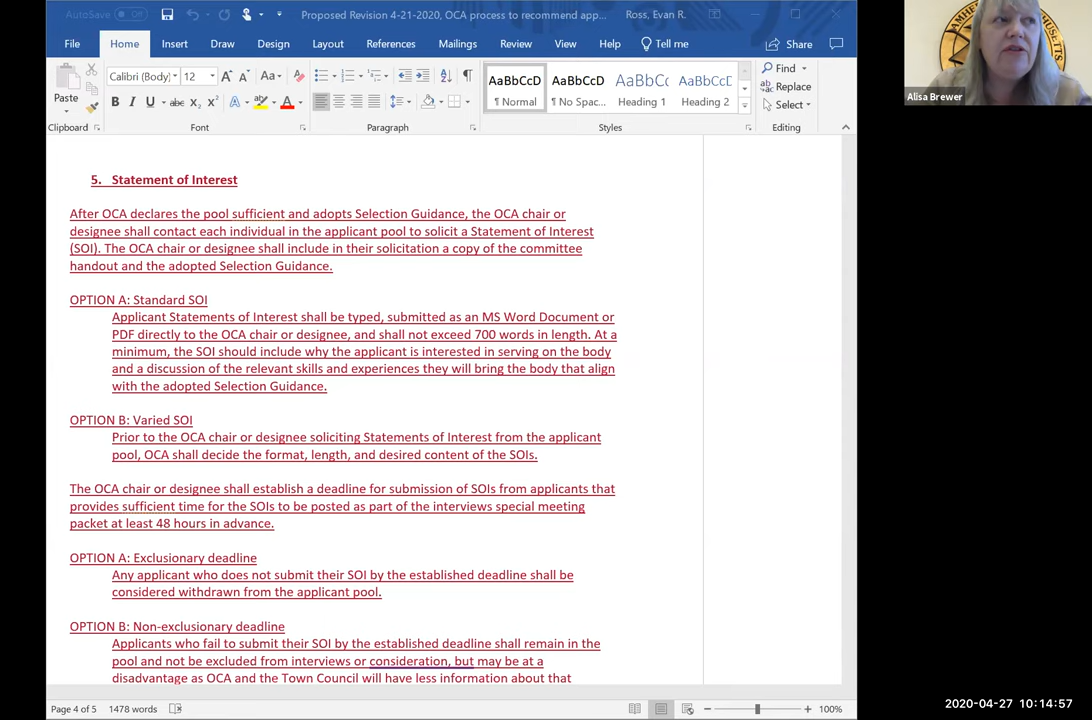 AutoSave Off
Proposed Revision 4-21-2020, OCA process to recommend app...
Ross, Evan R.
File Home Insert Draw Design Layout References Mailings Review View Help Tell me Share
Paste
Clipboard
Calibri (Body) 12 A A Aa
B I U abc X2 X2 A A
Font
Paragraph
AaBbCcD AaBbCcD AaBbCc AaBbCcD
Normal No Spac... Heading 1 Heading 2
Styles
Find
Replace
Select
Editing
AMHERST
MASSACHUSETTS
Alisa Brewer
5. Statement of Interest
After OCA declares the pool sufficient and adopts Selection Guidance, the OCA chair or
designee shall contact each individual in the applicant pool to solicit a Statement of Interest
(SOI). The OCA chair or designee shall include in their solicitation a copy of the committee
handout and the adopted Selection Guidance.
OPTION A: Standard SOI
Applicant Statements of Interest shall be typed, submitted as an MS Word Document or
PDF directly to the OCA chair or designee, and shall not exceed 700 words in length. At a
minimum, the SOI should include why the applicant is interested in serving on the body
and a discussion of the relevant skills and experiences they will bring the body that align
with the adopted Selection Guidance.
OPTION B: Varied SOI
Prior to the OCA chair or designee soliciting Statements of Interest from the applicant
pool, OCA shall decide the format, length, and desired content of the SOIs.
The OCA chair or designee shall establish a deadline for submission of SOIs from applicants that
provides sufficient time for the SOIs to be posted as part of the interviews special meeting
packet at least 48 hours in advance.
OPTION A: Exclusionary deadline
Any applicant who does not submit their SOI by the established deadline shall be
considered withdrawn from the applicant pool.
OPTION B: Non-exclusionary deadline
Applicants who fail to submit their SOI by the established deadline shall remain in the
pool and not be excluded from interviews or consideration, but may be at a
disadvantage as OCA and the Town Council will have less information about that
Page 4 of 5 1478 words
100%
2020-04-27 10:14:57